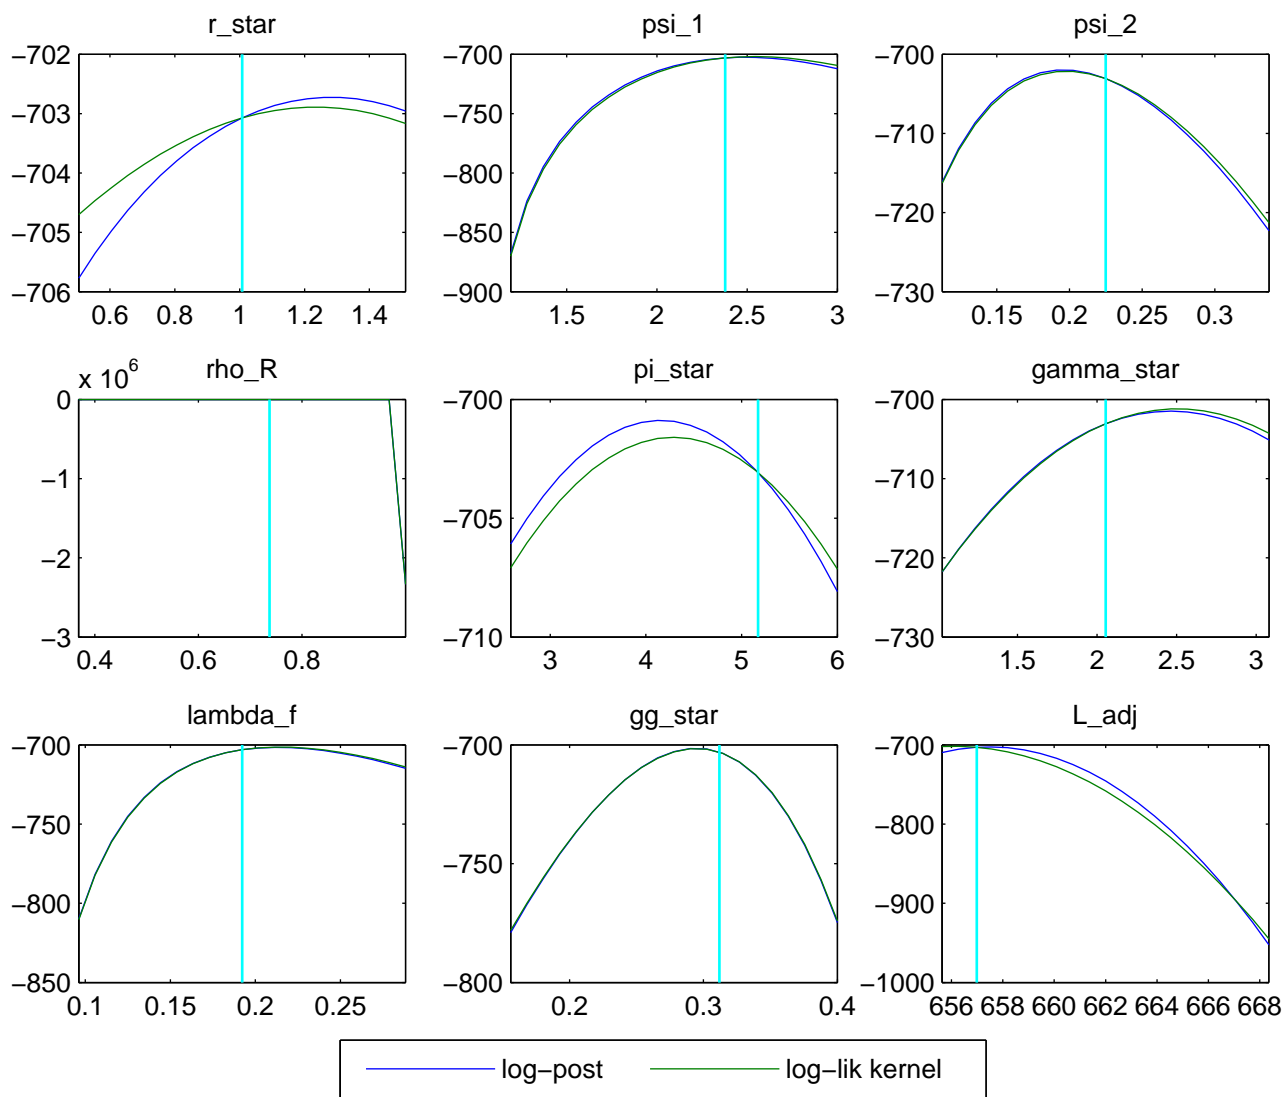 r_star
−702
−703
−704
−705
−706
0.6 0.8 1 1.2 1.4
psi_1
−700
−750
−800
−850
−900
1.5 2 2.5 3
psi_2
−700
−710
−720
−730
0.15 0.2 0.25 0.3
x 10^6
rho_R
0
−1
−2
−3
0.4 0.6 0.8
pi_star
−700
−705
−710
3 4 5 6
gamma_star
−700
−710
−720
−730
1.5 2 2.5 3
lambda_f
−700
−750
−800
−850
0.1 0.15 0.2 0.25
gg_star
−700
−750
−800
0.2 0.3 0.4
L_adj
−700
−800
−900
−1000
656 658 660 662 664 666 668
log−post log−lik kernel